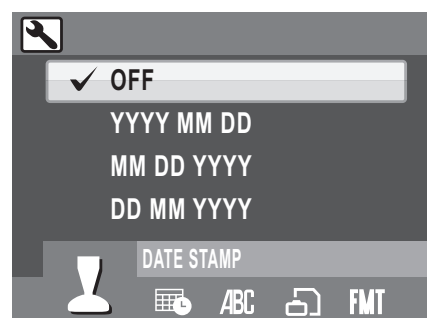 OFF
YYYY MM DD
MM DD YYYY
DD MM YYYY
DATE STAMP
ABC FMT